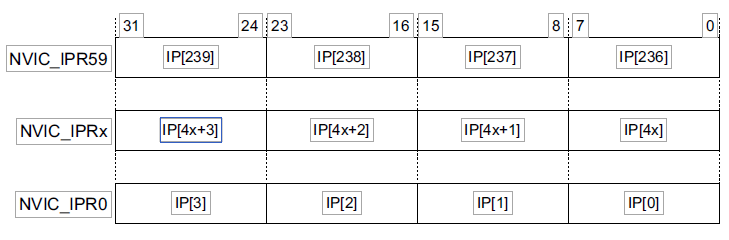 31 24 23 16 15 8 7 0
NVIC_IPR59 IP[239] IP[238] IP[237] IP[236]
NVIC_IPRx IP[4x+3] IP[4x+2] IP[4x+1] IP[4x]
NVIC_IPR0 IP[3] IP[2] IP[1] IP[0]